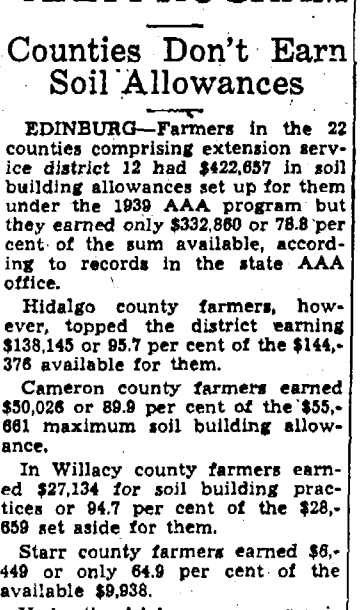 Counties Don't Earn
Soil Allowances
EDINBURG—Farmers in the 22
counties comprising extension serv-
ice district 12 had $422,657 in soil
building allowances set up for them
under the 1939 AAA program but
they earned only $332,860 or 78.8 per
cent of the sum available, accord-
ing to records in the state AAA
office.
Hidalgo county farmers, how-
ever, topped the district earning
$138,145 or 95.7 per cent of the $144,-
376 available for them.
Cameron county farmers earned
$50,026 or 89.9 per cent of the $55,-
661 maximum soil building allow-
ance.
In Willacy county farmers earn-
ed $27,134 for soil building prac-
tices or 94.7 per cent of the $28,-
659 set aside for them.
Starr county farmers earned $6,-
449 or only 64.9 per cent of the
available $9,938.